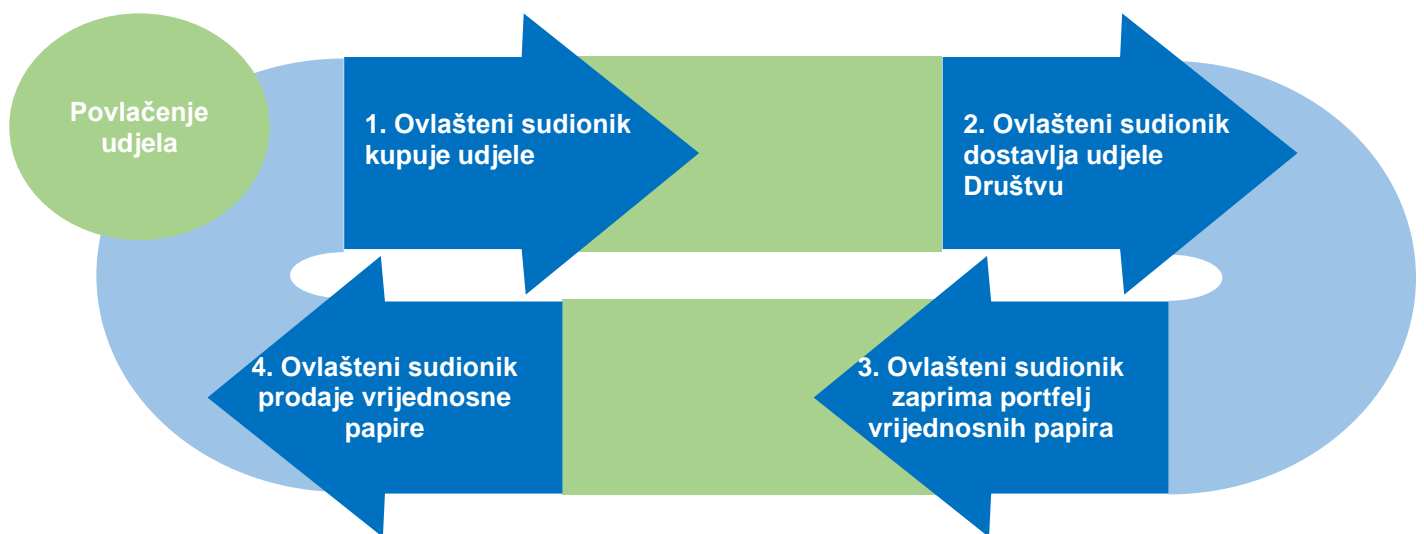 Povlačenje
udjela
1. Ovlašteni sudionik
kupuje udjele
2. Ovlašteni sudionik
dostavlja udjele
Društvu
3. Ovlašteni sudionik
zaprima portfelj
vrijednosnih papira
4. Ovlašteni sudionik
prodaje vrijednosne
papire